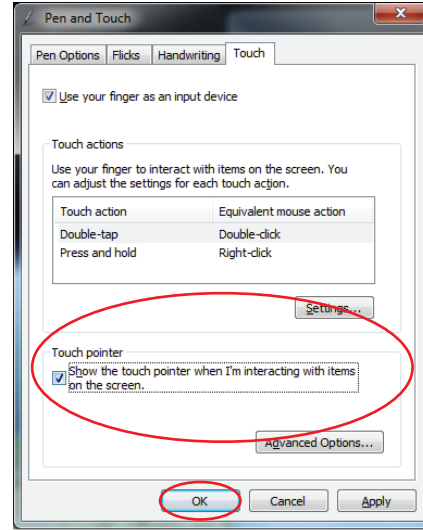 Pen and Touch
Pen Options Flicks Handwriting Touch
Use your finger as an input device
Touch actions
Use your finger to interact with items on the screen. You
can adjust the settings for each touch action.
Touch action Equivalent mouse action
Double-tap Double-click
Press and hold Right-click
Settings...
Touch pointer
Show the touch pointer when I'm interacting with items
on the screen.
Advanced Options...
OK Cancel Apply